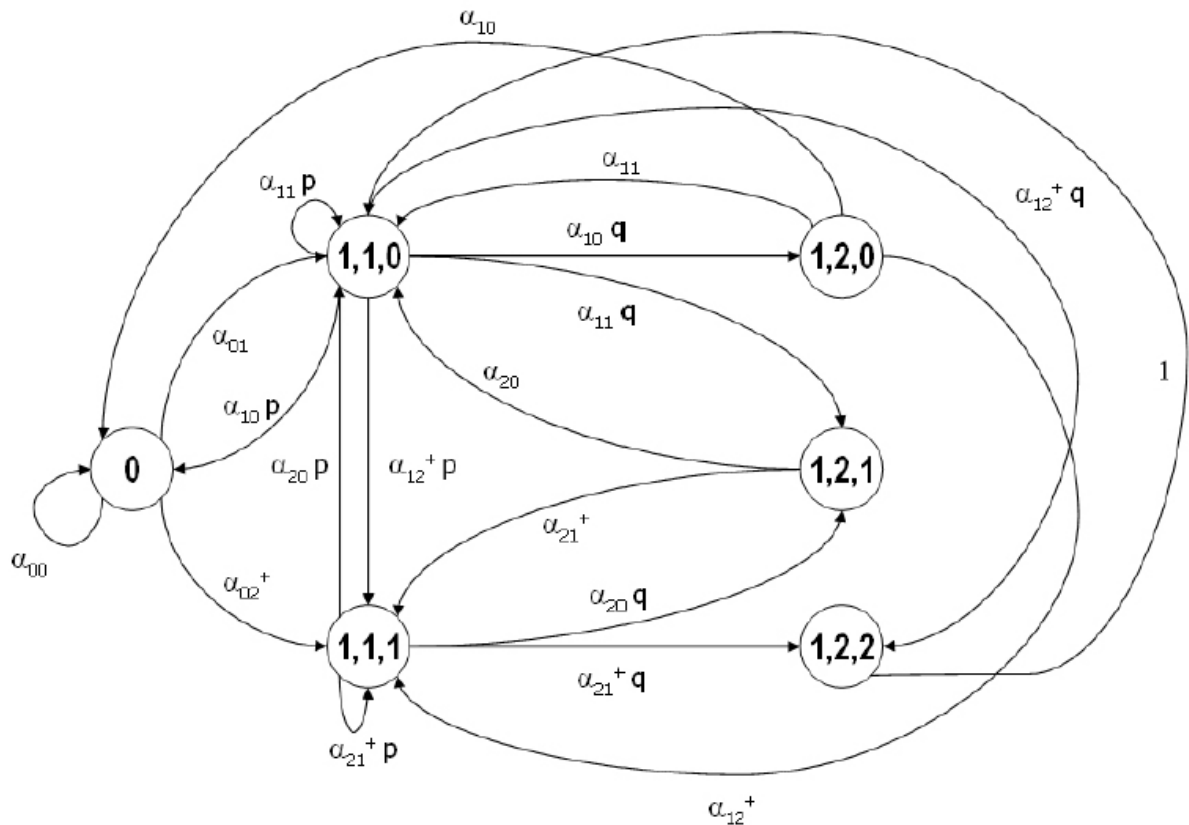 α10
α11
α12+ q
α11 p
α10 q
1,1,0
1,2,0
α11 q
α01
α20
1
α10 p
α20 p
α12+ p
0
1,2,1
α21+
α00
α02+
α20 q
1,1,1
1,2,2
α21+ q
α21+ p
α12+